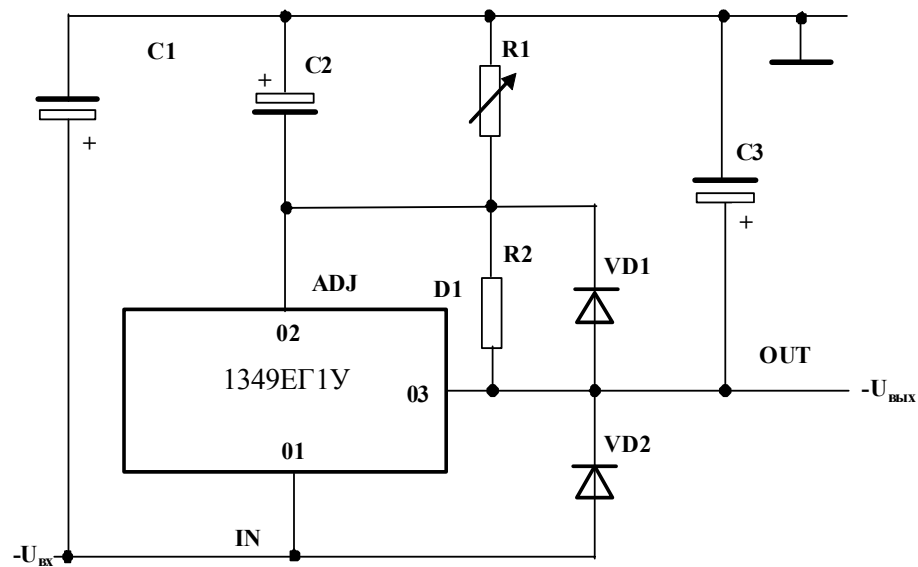 C1
C2
+
R1
+
C3
+
R2
VD1
ADJ
D1
02
OUT
1349ЕГ1У
03
-Uвых
VD2
01
IN
-Uвх